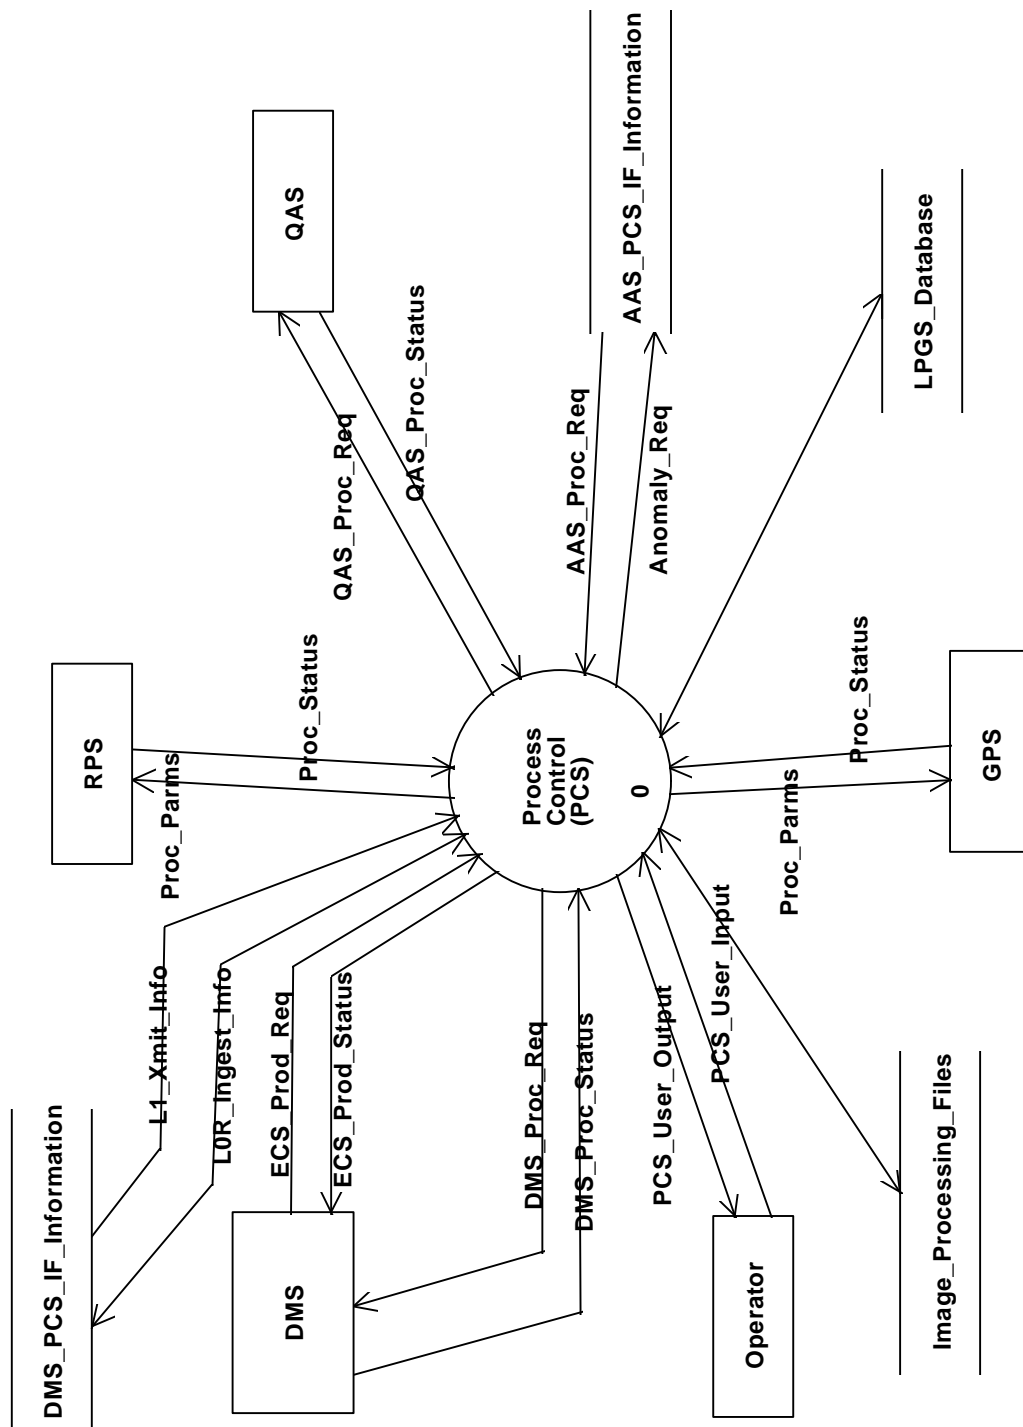 DMS_PCS_IF_Information
L1_Xmit_Info
L0R_Ingest_Info
ECS_Prod_Req
ECS_Prod_Status
DMS
DMS_Proc_Req
DMS_Proc_Status
PCS_User_Output
PCS_User_Input
Operator
Image_Processing_Files
RPS
Proc_Parms
Proc_Status
Process
Control
(PCS)
0
Proc_Parms
Proc_Status
GPS
QAS
QAS_Proc_Req
QAS_Proc_Status
AAS_Proc_Req
Anomaly_Req
AAS_PCS_IF_Information
LPGS_Database